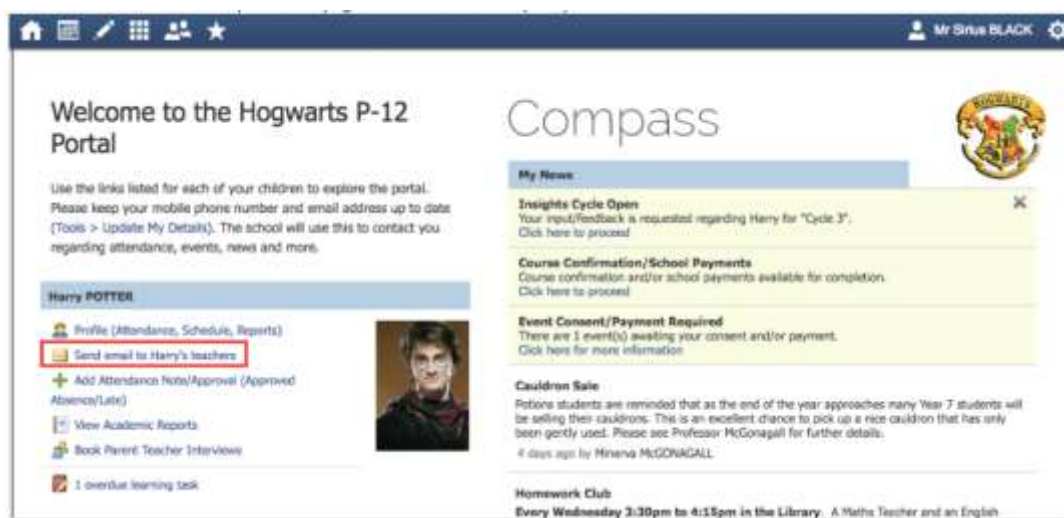 Mr Sirius BLACK
Welcome to the Hogwarts P-12
Portal
Use the links listed for each of your children to explore the portal.
Please keep your mobile phone number and email address up to date
(Tools > Update My Details). The school will use this to contact you
regarding attendance, events, news and more.
Harry POTTER
Profile (Attendance, Schedule, Reports)
Send email to Harry's teachers
Add Attendance Note/Approval (Approved
Absence/Late)
View Academic Reports
Book Parent Teacher Interviews
1 overdue learning task
Compass
HOGWARTS
My News
Insights Cycle Open
Your input/feedback is requested regarding Harry for "Cycle 3".
Click here to proceed
Course Confirmation/School Payments
Course confirmation and/or school payments available for completion.
Click here to proceed
Event Consent/Payment Required
There are 1 event(s) awaiting your consent and/or payment.
Click here for more information
Cauldron Sale
Potions students are reminded that as the end of the year approaches many Year 7 students will
be selling their cauldrons. This is an excellent chance to pick up a nice cauldron that has only
been gently used. Please see Professor McGonagall for further details.
4 days ago by Minerva McGONAGALL
Homework Club
Every Wednesday 3:30pm to 4:15pm in the Library. A Maths Teacher and an English